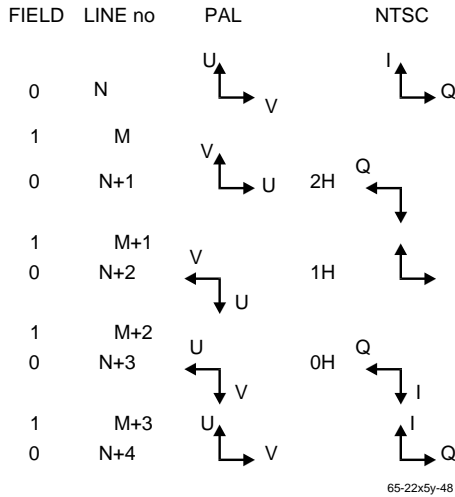 FIELD LINE no PAL NTSC
U I
0 N Q
V
1 M
V
0 N+1 U 2H Q
1 M+1
V
0 N+2 1H
U
1 M+2
U Q
0 N+3 0H
V I
1 M+3 U I
0 N+4 V Q
65-22x5y-48